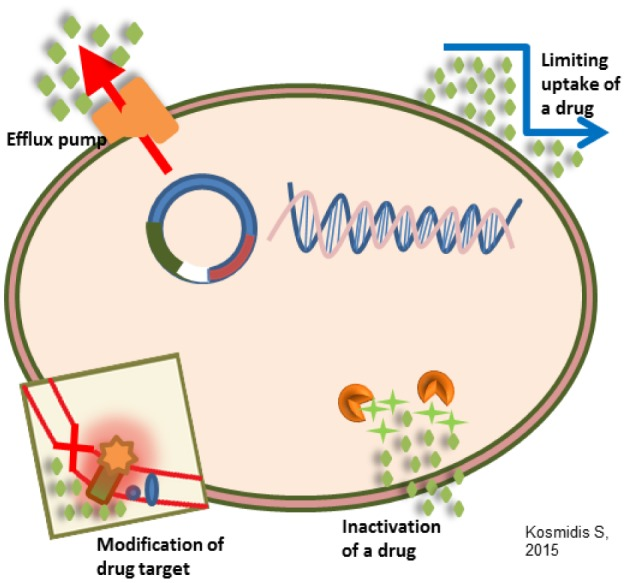 Limiting
uptake of
a drug
Efflux pump
Inactivation
of a drug
Modification of
drug target
Kosmidis S,
2015